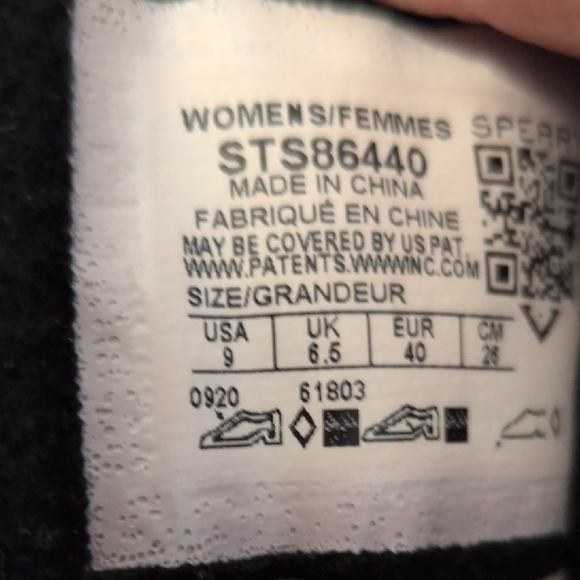 WOMENS/FEMMES SPERRY
STS86440
MADE IN CHINA
FABRIQUÉ EN CHINE
MAY BE COVERED BY US PAT.
WWW.PATENTS.WWWINC.COM
SIZE/GRANDEUR
USA UK EUR CM
9 6.5 40 26
0920 61803